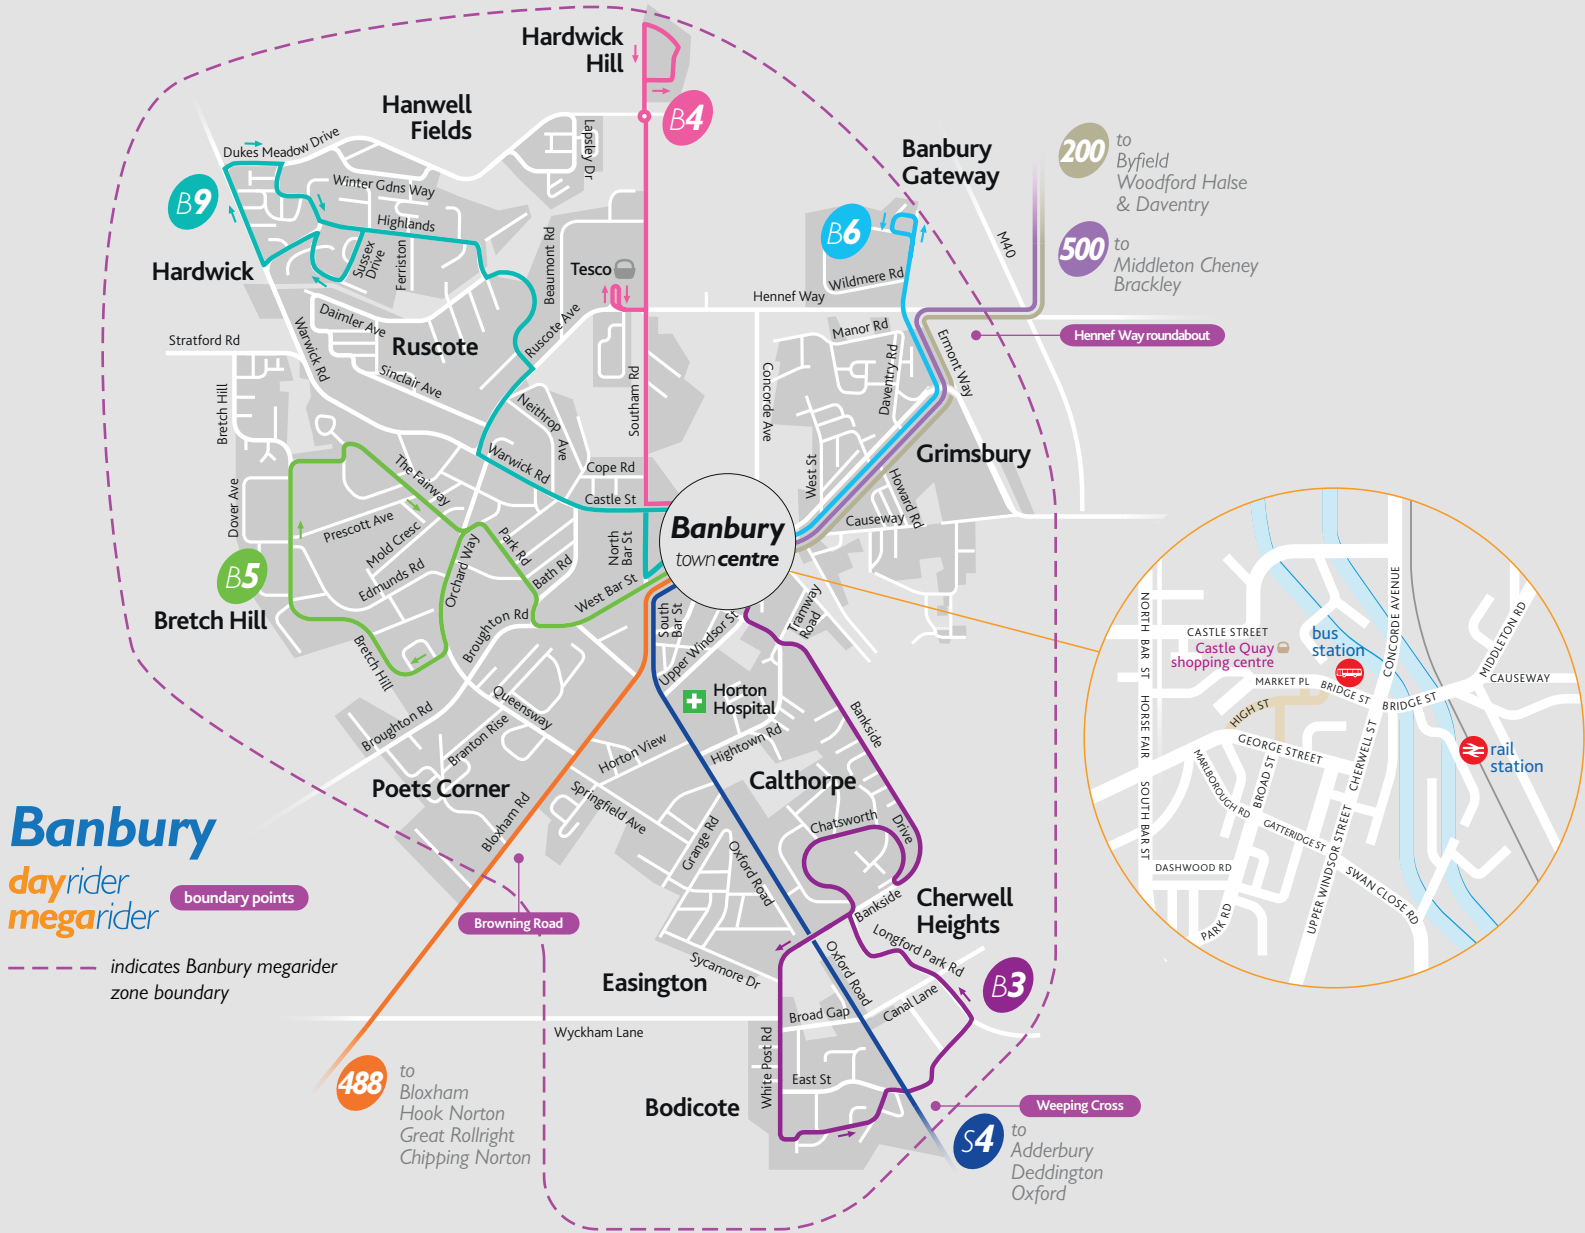 Hardwick
Hill
B4
Hanwell
Fields
Lapsley Dr
Dukes Meadow Drive
Winter Gdns Way
B9
Highlands
Sussex
Drive
Ferriston
Hardwick
Beaumont Rd
Tesco
Banbury
Gateway
B6
Wildmere Rd
M40
200
to
Byfield
Woodford Halse
& Daventry
500
to
Middleton Cheney
Brackley
Hennef Way
Hennef Way roundabout
Daimler Ave
Ruscote
Ruscote Ave
Manor Rd
Ermont Way
Stratford Rd
Warwick Rd
Sinclair Ave
Bretch Hill
Southam Rd
Concorde Ave
Daventry Rd
Neithrop
Ave
Grimsbury
The Fairway
Warwick Rd
Cope Rd
Castle St
West St
Howard Rd
Causeway
Dover Ave
Prescott Ave
Mold Cresc
Edmunds Rd
Orchard Way
Park Rd
Bath Rd
North
Bar St
West Bar St
Banbury
town centre
B5
Bretch Hill
Bretch Hill
Broughton Rd
South
Bar St
Upper Windsor St
Tramway
Road
Horton
Hospital
Queensway
Broughton Rd
Branton Rise
Horton View
Hightown Rd
Bankside
Poets Corner
Calthorpe
Springfield Ave
Bloxham Rd
Grange Rd
Oxford Road
Chatsworth
Drive
Bankside
Cherwell
Heights
Longford Park Rd
B3
Browning Road
Easington
Sycamore Dr
Oxford Road
Canal Lane
Broad Gap
Wyckham Lane
White Post Rd
East St
Bodicote
Weeping Cross
S4
to
Adderbury
Deddington
Oxford
488
to
Bloxham
Hook Norton
Great Rollright
Chipping Norton
Banbury
dayrider
megarider
boundary points
indicates Banbury megarider
zone boundary
NORTH BAR ST
HORSE FAIR
SOUTH BAR ST
CASTLE STREET
Castle Quay
shopping centre
bus
station
CONCORDE AVENUE
MIDDLETON RD
CAUSEWAY
MARKET PL
BRIDGE ST
BRIDGE ST
HIGH ST
GEORGE STREET
CHERWELL ST
rail
station
MARLBOROUGH RD
BROAD ST
GATTERIDGE ST
UPPER WINDSOR STREET
SWAN CLOSE RD
DASHWOOD RD
PARK RD